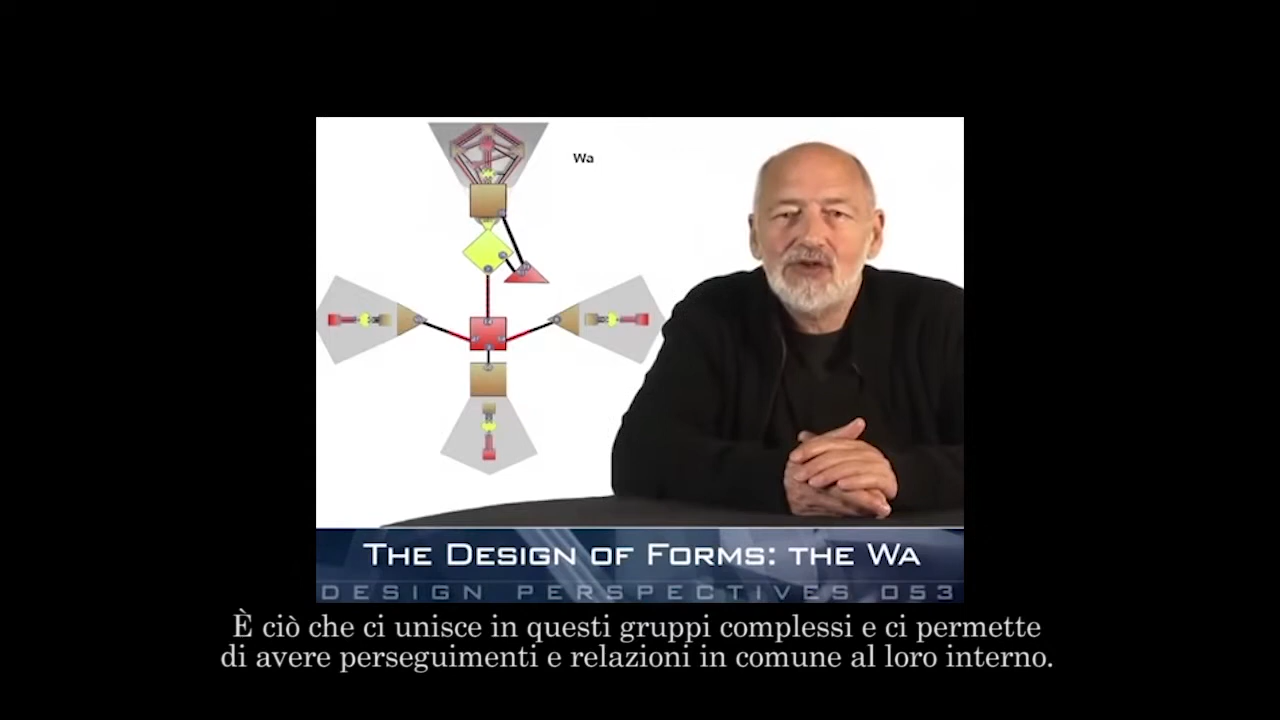 Wa
THE DESIGN OF FORMS: THE WA
DESIGN PERSPECTIVES 053
È ciò che ci unisce in questi gruppi complessi e ci permette
di avere perseguimenti e relazioni in comune al loro interno.